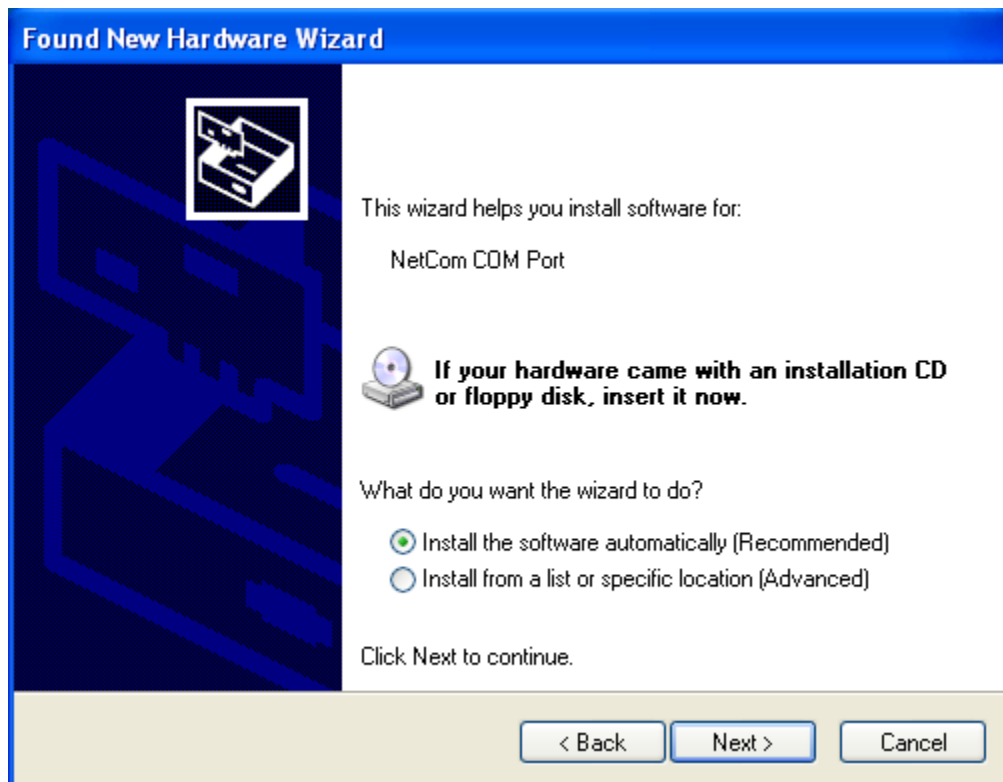 Found New Hardware Wizard
This wizard helps you install software for:
NetCom COM Port
If your hardware came with an installation CD
or floppy disk, insert it now.
What do you want the wizard to do?
Install the software automatically (Recommended)
Install from a list or specific location (Advanced)
Click Next to continue.
< Back
Next >
Cancel